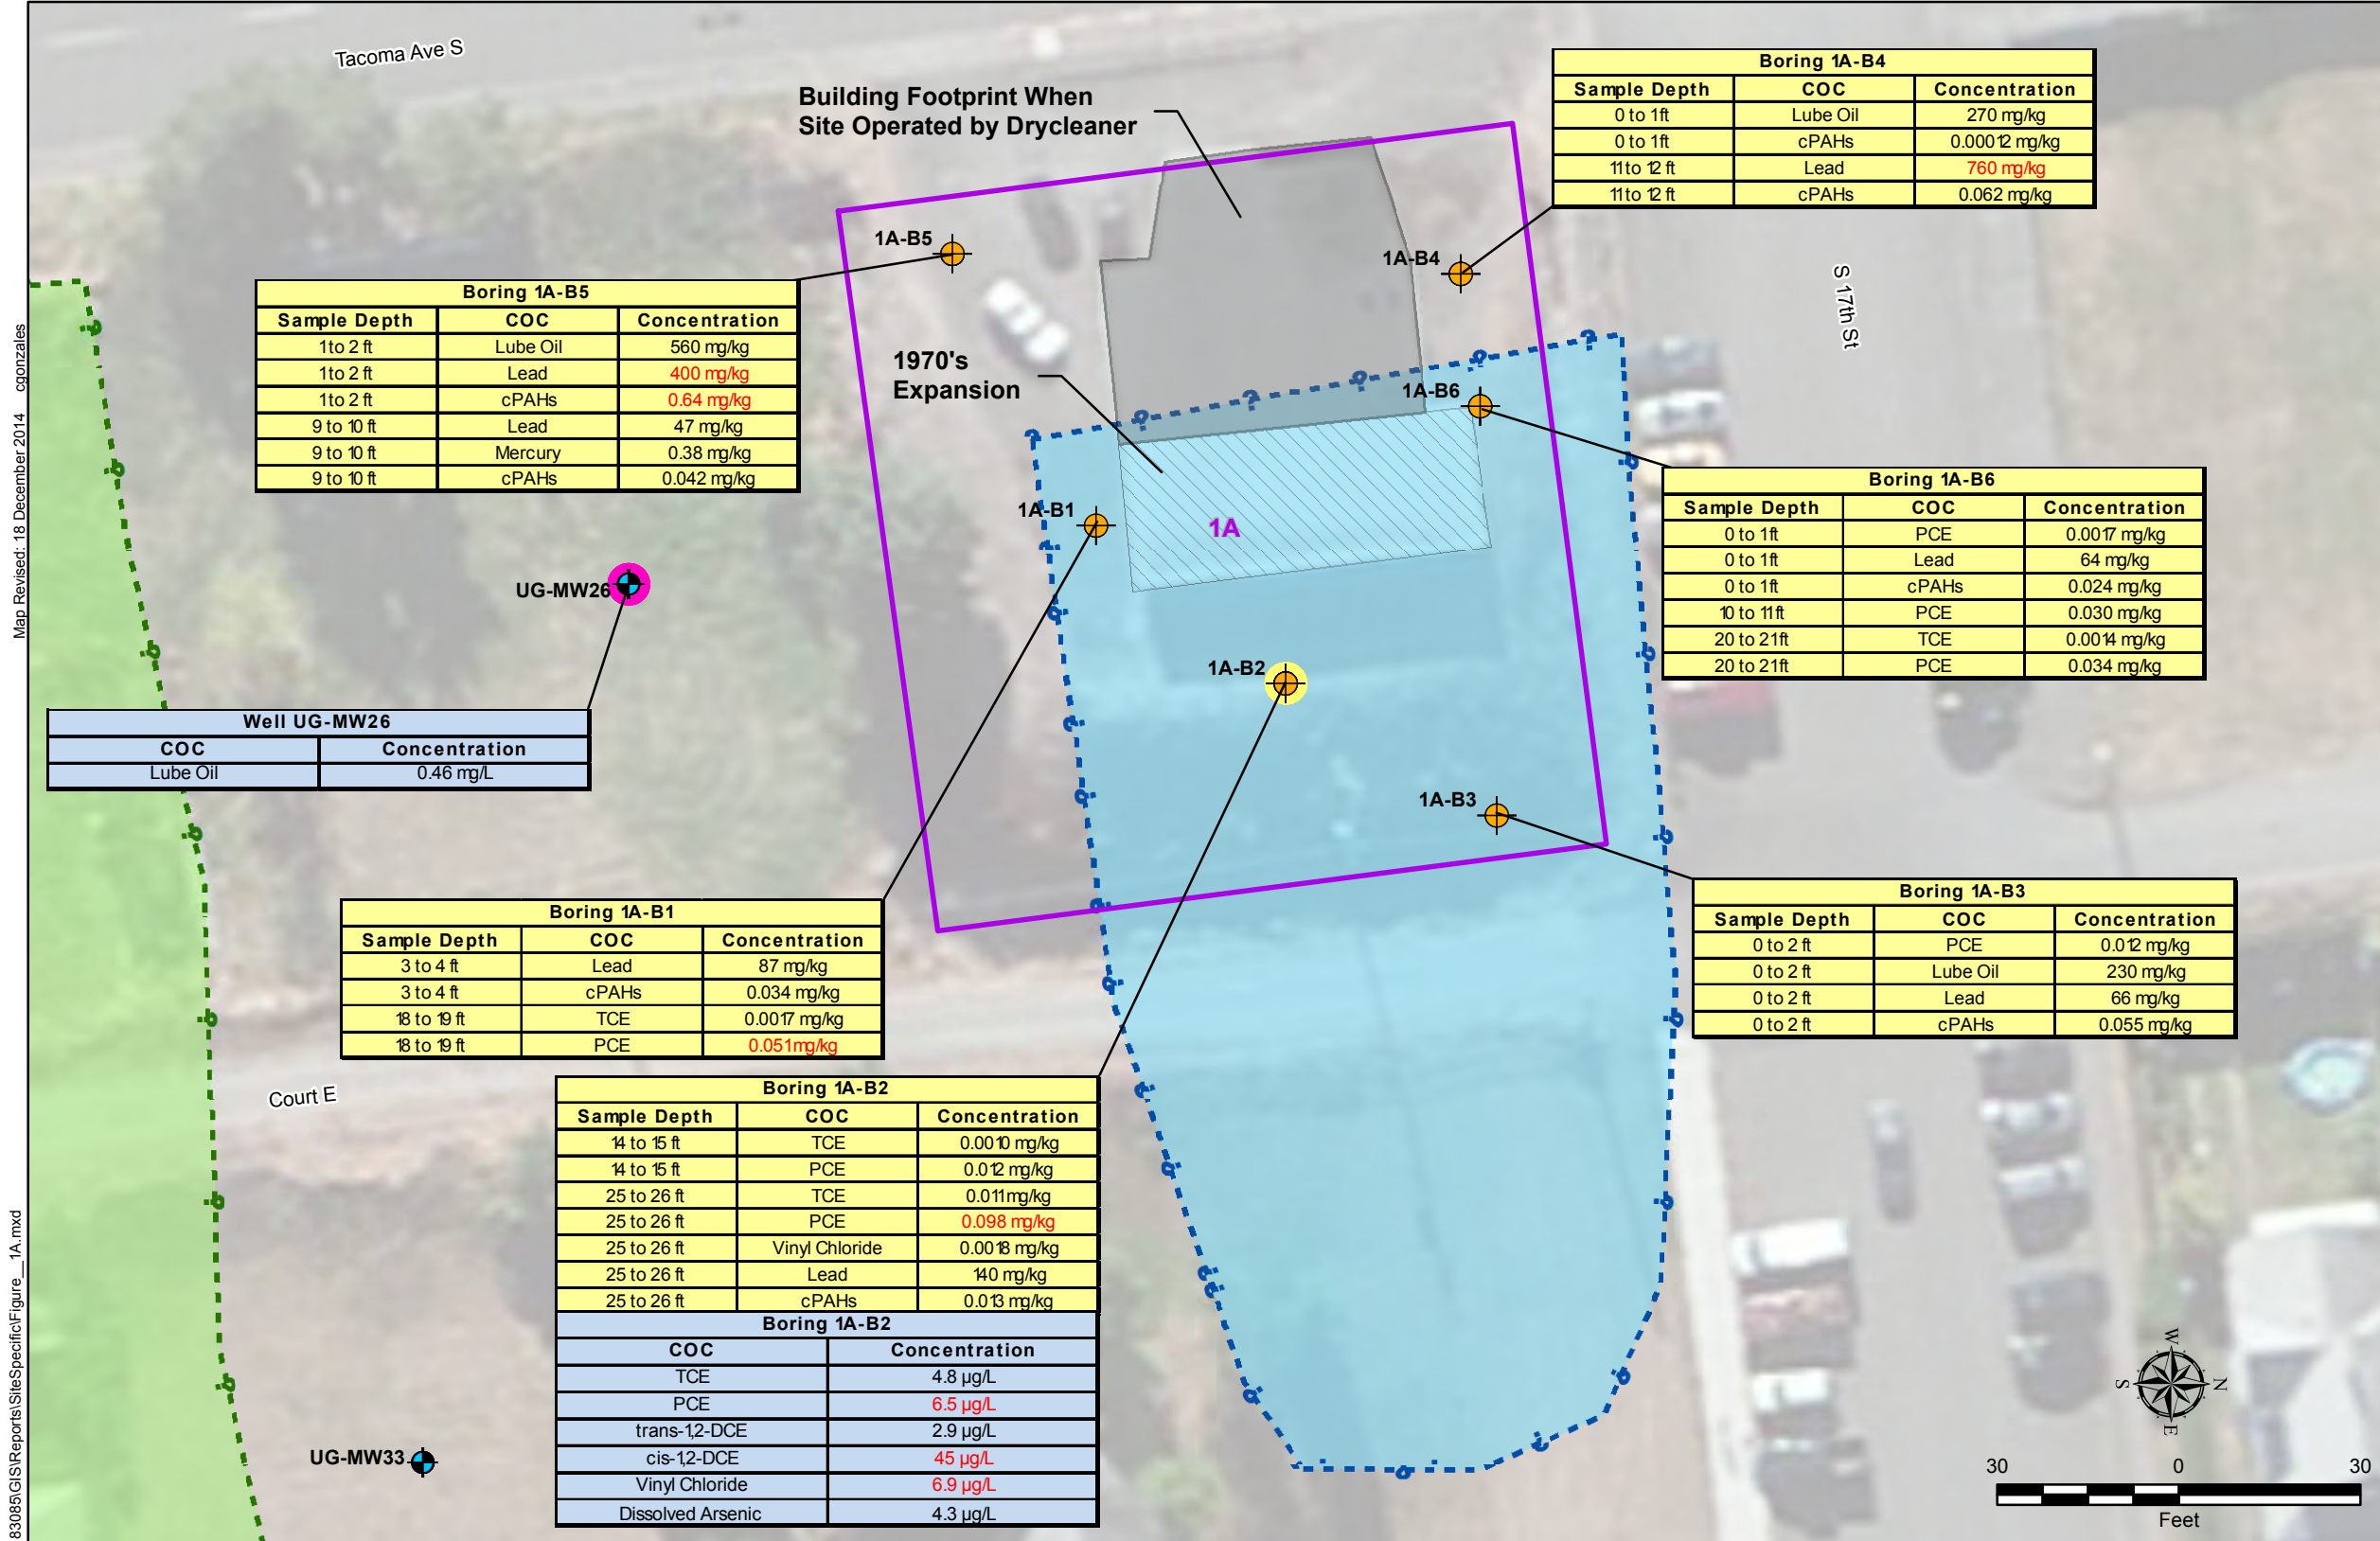 Tacoma Ave S
Building Footprint When
Site Operated by Drycleaner
Boring 1A-B4
Sample Depth COC Concentration
0 to 1ft Lube Oil 270 mg/kg
0 to 1ft cPAHs 0.00012 mg/kg
11 to 12 ft Lead 760 mg/kg
11 to 12 ft cPAHs 0.062 mg/kg
1A-B5
1A-B4
S 17th St
Boring 1A-B5
Sample Depth COC Concentration
1 to 2 ft Lube Oil 560 mg/kg
1 to 2 ft Lead 400 mg/kg
1 to 2 ft cPAHs 0.64 mg/kg
9 to 10 ft Lead 47 mg/kg
9 to 10 ft Mercury 0.38 mg/kg
9 to 10 ft cPAHs 0.042 mg/kg
1970's
Expansion
1A-B6
1A-B1
1A
Boring 1A-B6
Sample Depth COC Concentration
0 to 1ft PCE 0.0017 mg/kg
0 to 1ft Lead 64 mg/kg
0 to 1ft cPAHs 0.024 mg/kg
10 to 11ft PCE 0.030 mg/kg
20 to 21ft TCE 0.0014 mg/kg
20 to 21ft PCE 0.034 mg/kg
UG-MW26
1A-B2
Well UG-MW26
COC Concentration
Lube Oil 0.46 mg/L
1A-B3
Boring 1A-B3
Sample Depth COC Concentration
0 to 2 ft PCE 0.012 mg/kg
0 to 2 ft Lube Oil 230 mg/kg
0 to 2 ft Lead 66 mg/kg
0 to 2 ft cPAHs 0.055 mg/kg
Boring 1A-B1
Sample Depth COC Concentration
3 to 4 ft Lead 87 mg/kg
3 to 4 ft cPAHs 0.034 mg/kg
18 to 19 ft TCE 0.0017 mg/kg
18 to 19 ft PCE 0.051mg/kg
Court E
Boring 1A-B2
Sample Depth COC Concentration
14 to 15 ft TCE 0.0010 mg/kg
14 to 15 ft PCE 0.012 mg/kg
25 to 26 ft TCE 0.011mg/kg
25 to 26 ft PCE 0.098 mg/kg
25 to 26 ft Vinyl Chloride 0.0018 mg/kg
25 to 26 ft Lead 140 mg/kg
25 to 26 ft cPAHs 0.013 mg/kg
Boring 1A-B2
COC Concentration
TCE 4.8 µg/L
PCE 6.5 µg/L
trans-1,2-DCE 2.9 µg/L
cis-1,2-DCE 45 µg/L
Vinyl Chloride 6.9 µg/L
Dissolved Arsenic 4.3 µg/L
UG-MW33
W
S N
E
30 0 30
Feet
Map Revised: 18 December 2014 cgonzales
83085\GIS\Reports\SiteSpecific\Figure__1A.mxd